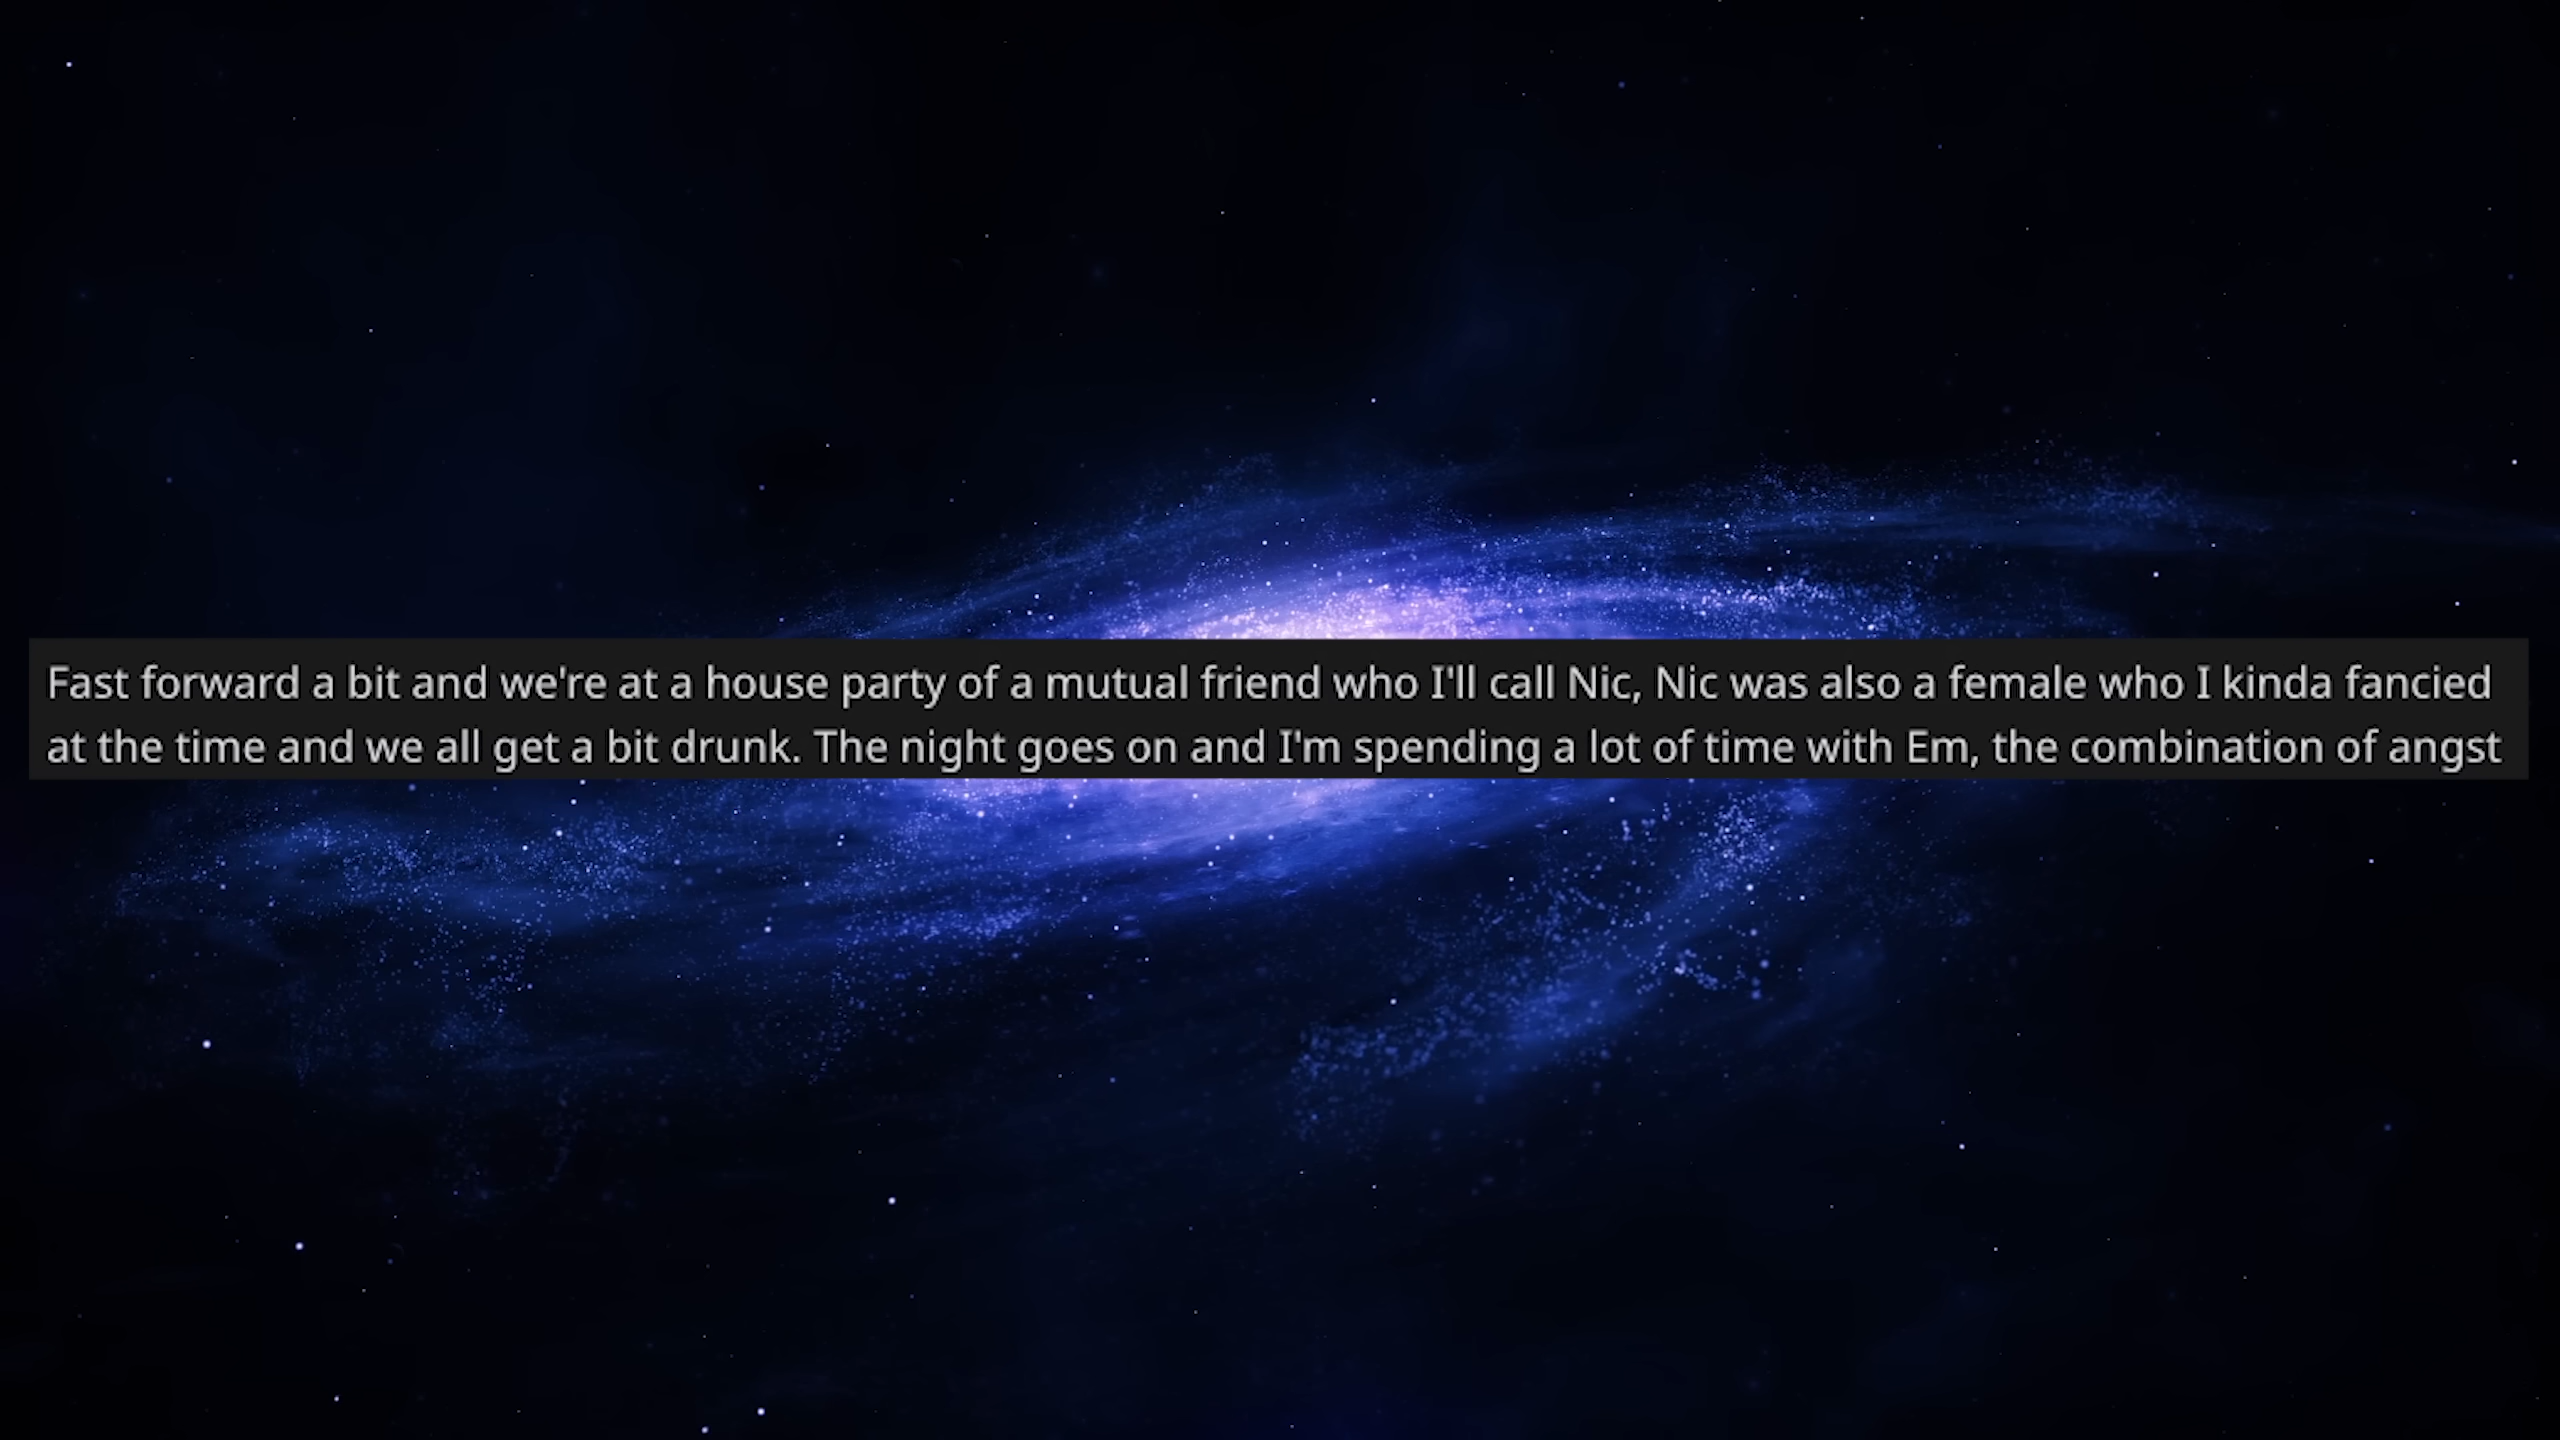 Fast forward a bit and we're at a house party of a mutual friend who I'll call Nic, Nic was also a female who I kinda fancied
at the time and we all get a bit drunk. The night goes on and I'm spending a lot of time with Em, the combination of angst